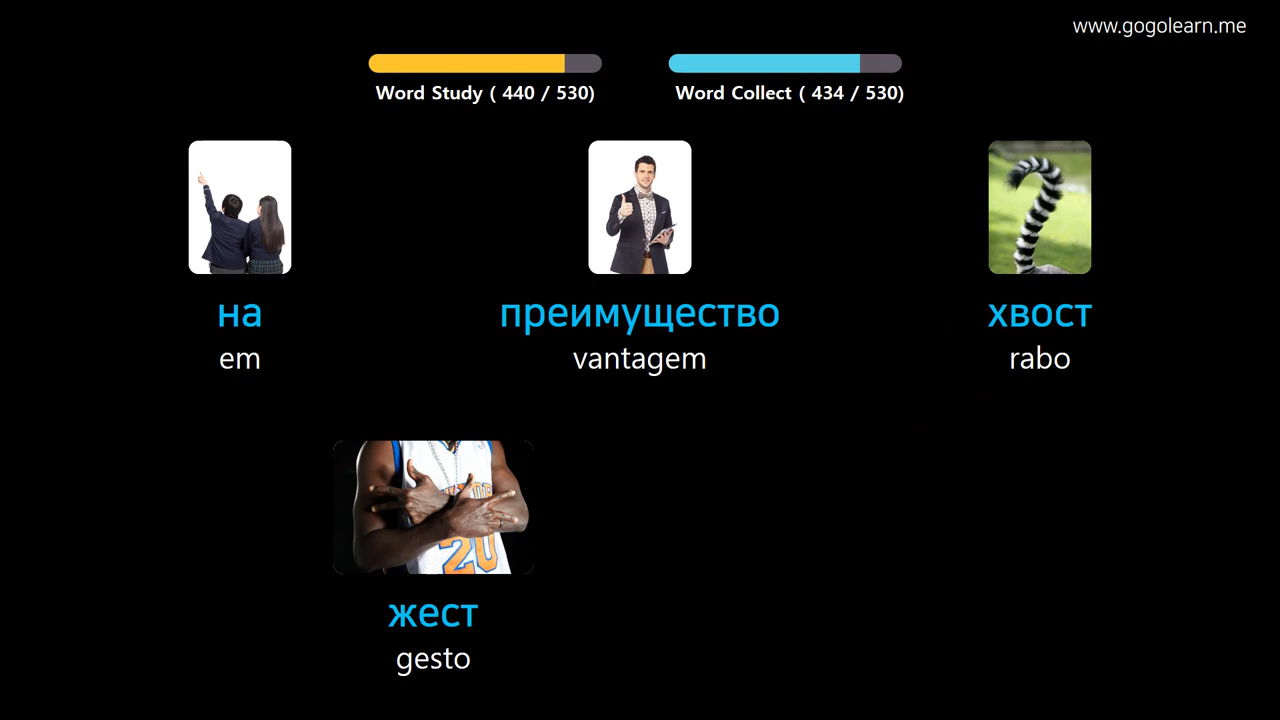 www.gogolearn.me
Word Study ( 440 / 530)
Word Collect ( 434 / 530)
на
em
преимущество
vantagem
хвост
rabo
20
жест
gesto